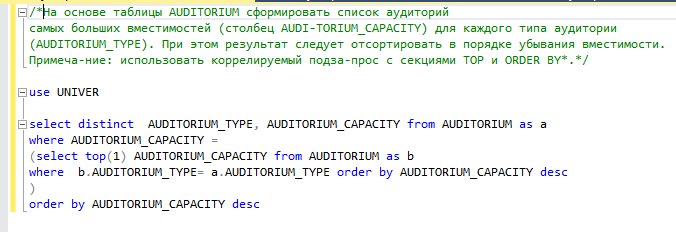 /*На основе таблицы AUDITORIUM сформировать список аудиторий
самых больших вместимостей (столбец AUDI-TORIUM_CAPACITY) для каждого типа аудитории
(AUDITORIUM_TYPE). При этом результат следует отсортировать в порядке убывания вместимости.
Примеча-ние: использовать коррелируемый подза-прос с секциями TOP и ORDER BY*.*/
use UNIVER
select distinct  AUDITORIUM_TYPE, AUDITORIUM_CAPACITY from AUDITORIUM as a
where AUDITORIUM_CAPACITY =
(select top(1) AUDITORIUM_CAPACITY from AUDITORIUM as b
where  b.AUDITORIUM_TYPE= a.AUDITORIUM_TYPE order by AUDITORIUM_CAPACITY desc
)
order by AUDITORIUM_CAPACITY desc